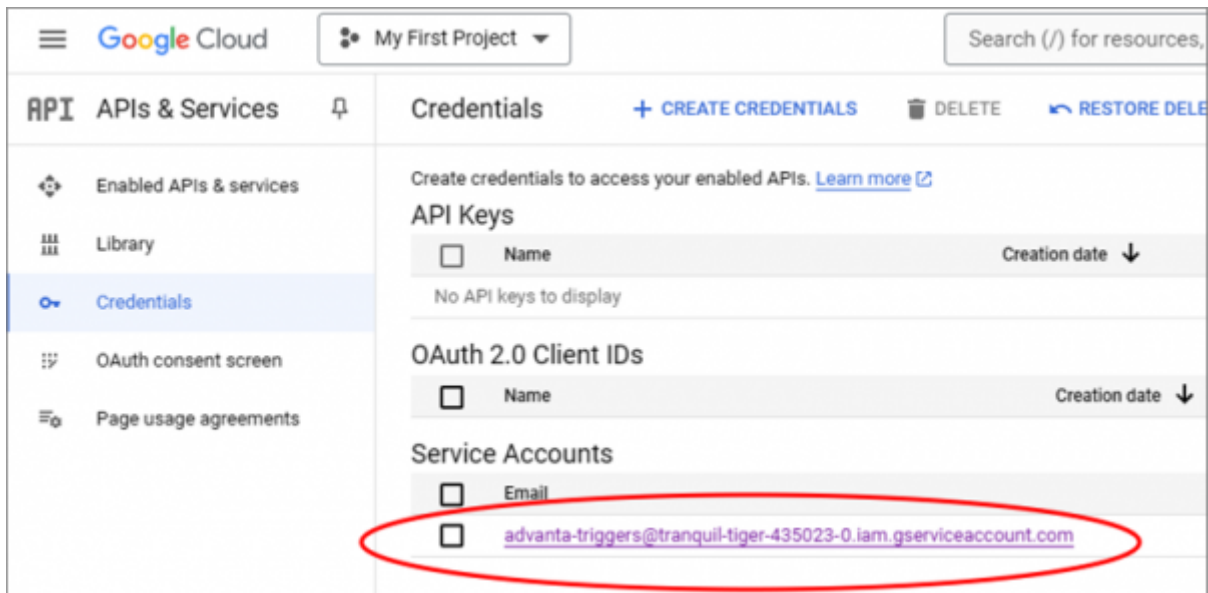 Google Cloud
My First Project
Search (/) for resources,
API APIs & Services
Credentials
+ CREATE CREDENTIALS
DELETE
RESTORE DELE
Enabled APIs & services
Library
Credentials
OAuth consent screen
Page usage agreements
Create credentials to access your enabled APIs. Learn more
API Keys
Name Creation date
No API keys to display
OAuth 2.0 Client IDs
Name Creation date
Service Accounts
Email
advanta-triggers@tranquil-tiger-435023-0.iam.gserviceaccount.com